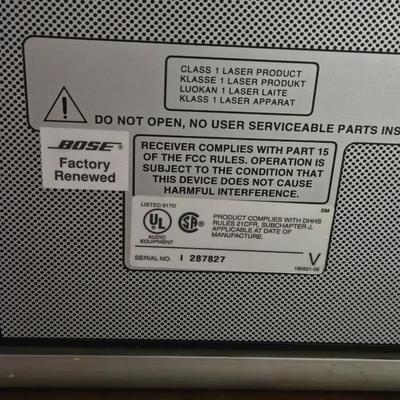 CLASS 1 LASER PRODUCT
KLASSE 1 LASER PRODUKT
LUOKAN 1 LASER LAITE
KLASS 1 LASER APPARAT
DO NOT OPEN, NO USER SERVICEABLE PARTS INS
BOSE®
Factory
Renewed
RECEIVER COMPLIES WITH PART 15
OF THE FCC RULES. OPERATION IS
SUBJECT TO THE CONDITION THAT
THIS DEVICE DOES NOT CAUSE
HARMFUL INTERFERENCE.
DM
LISTED 917D
UL
SA
AUDIO
EQUIPMENT
PRODUCT COMPLIES WITH DHHS
RULES 21CFR, SUBCHAPTER J,
APPLICABLE AT DATE OF
MANUFACTURE.
SERIAL NO. I 287827
V